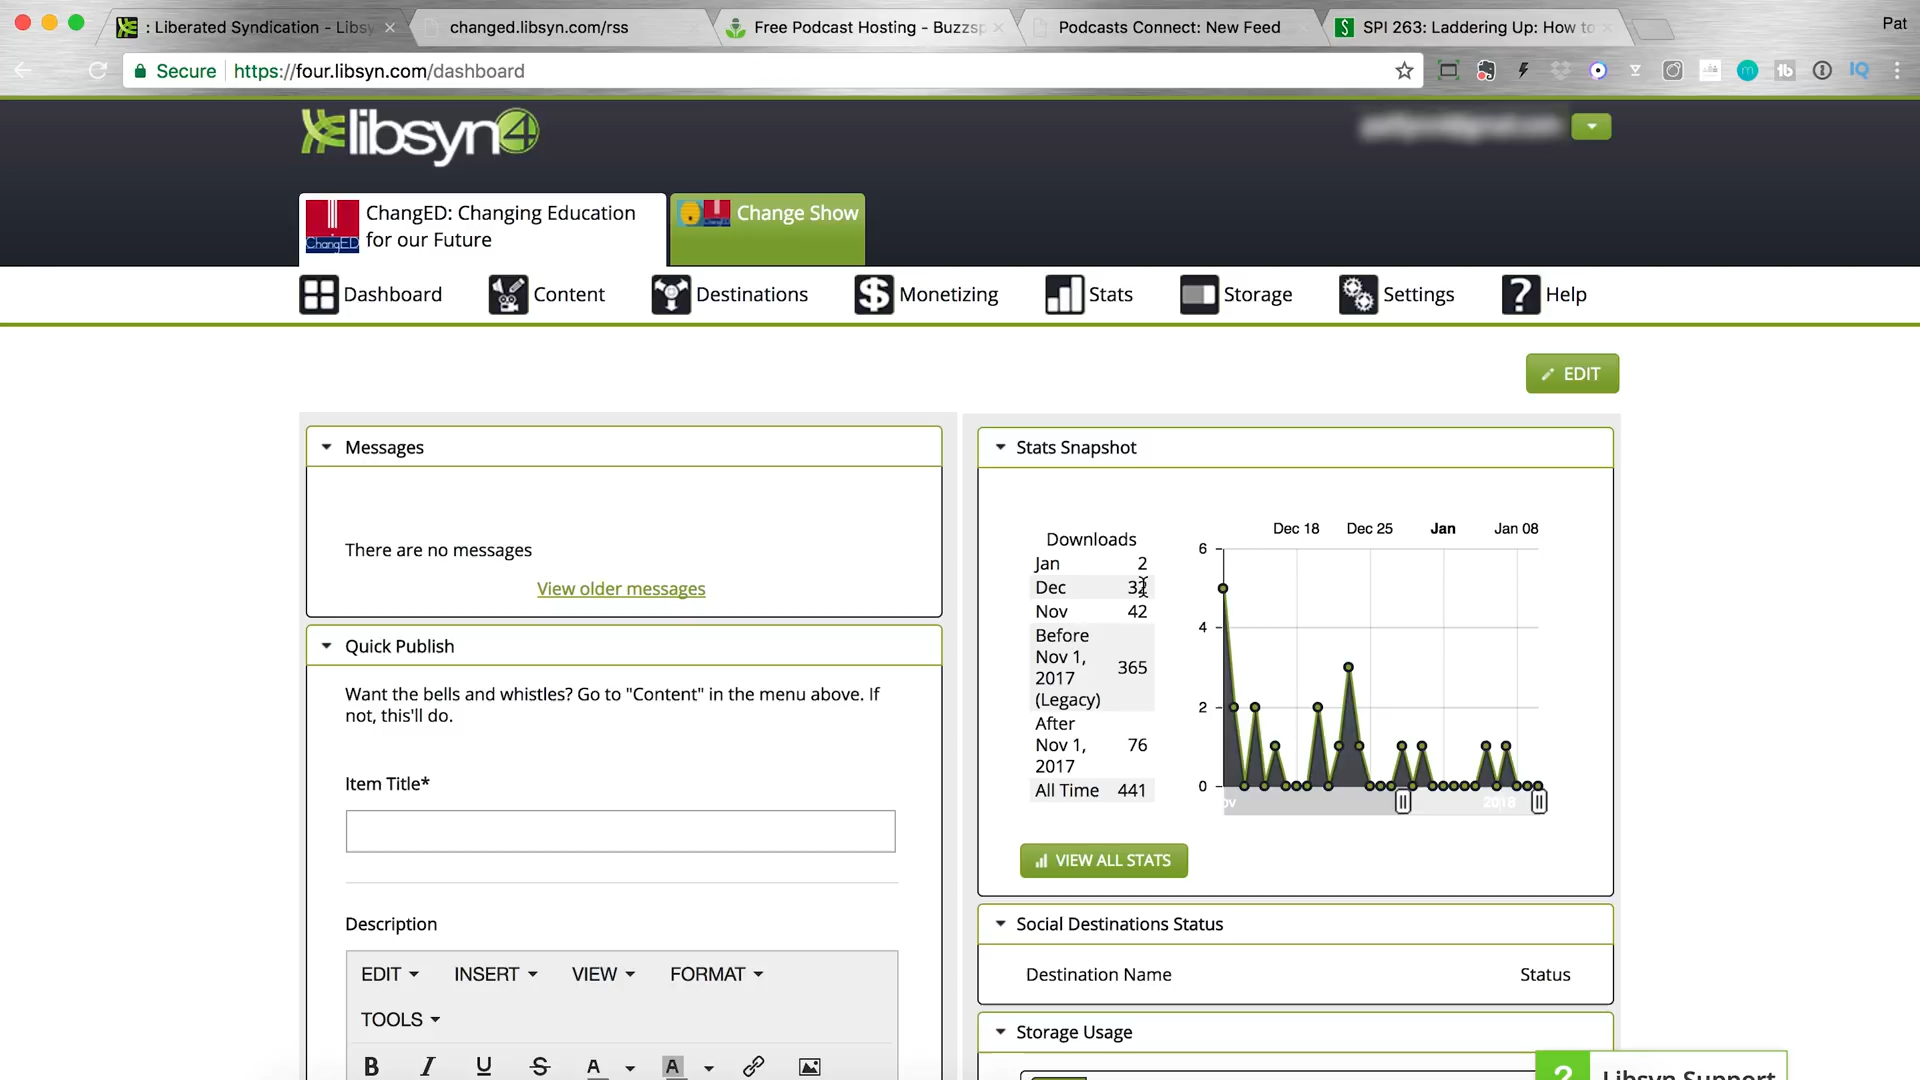 : Liberated Syndication - Libsy
changed.libsyn.com/rss
Free Podcast Hosting - Buzzsp
Podcasts Connect: New Feed
SPI 263: Laddering Up: How to
Pat
Secure
https://four.libsyn.com/dashboard
libsyn4
ChangED: Changing Education
for our Future
ChangED
Change Show
Dashboard
Content
Destinations
Monetizing
Stats
Storage
Settings
Help
EDIT
Messages
There are no messages
View older messages
Quick Publish
Want the bells and whistles? Go to "Content" in the menu above. If
not, this'll do.
Item Title*
Description
EDIT
INSERT
VIEW
FORMAT
TOOLS
B I U S A A
Stats Snapshot
Downloads
Jan 2
Dec 32
Nov 42
Before
Nov 1,
2017
(Legacy)
365
After
Nov 1,
2017
76
All Time 441
Dec 18
Dec 25
Jan
Jan 08
6
4
2
0
ov
2018
VIEW ALL STATS
Social Destinations Status
Destination Name
Status
Storage Usage
? Libsyn Support